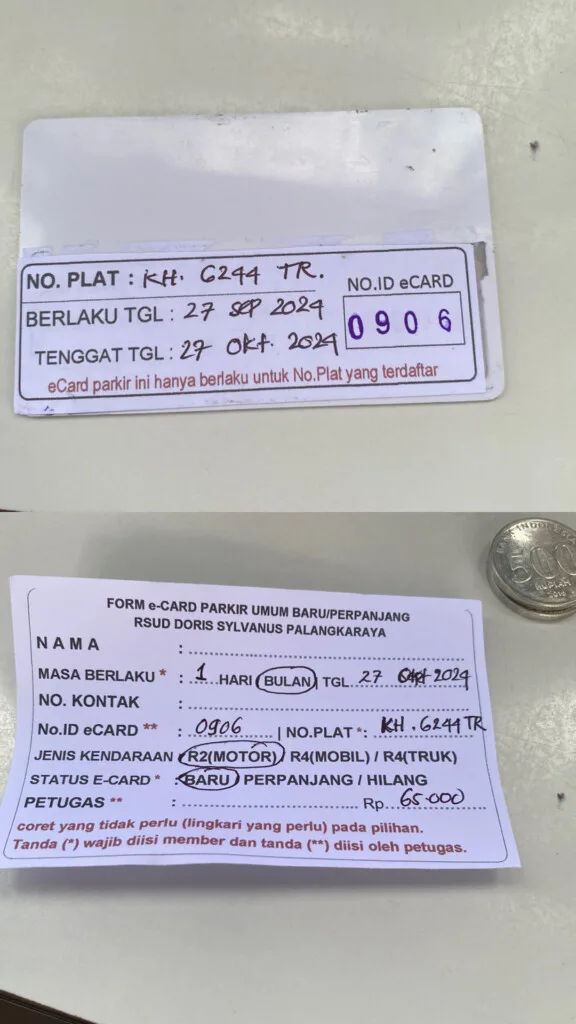 NO. PLAT : KH. 6244 TR.
BERLAKU TGL : 27 SEP 2024
TENGGAT TGL : 27 Okt. 2024
NO.ID eCARD
0906
eCard parkir ini hanya berlaku untuk No.Plat yang terdaftar
500
RUPIAH
2016
FORM e-CARD PARKIR UMUM BARU/PERPANJANG
RSUD DORIS SYLVANUS PALANGKARAYA
NAMA :
MASA BERLAKU * : 1 HARI BULAN TGL 27 2024
NO. KONTAK :
No.ID eCARD ** : 0906 | NO.PLAT *: KH. 6244 TR
JENIS KENDARAAN R2(MOTOR) / R4(MOBIL) / R4(TRUK)
STATUS E-CARD * : BARU PERPANJANG / HILANG
PETUGAS ** : Rp. 65.000
coret yang tidak perlu (lingkari yang perlu) pada pilihan.
Tanda (*) wajib diisi member dan tanda (**) diisi oleh petugas.